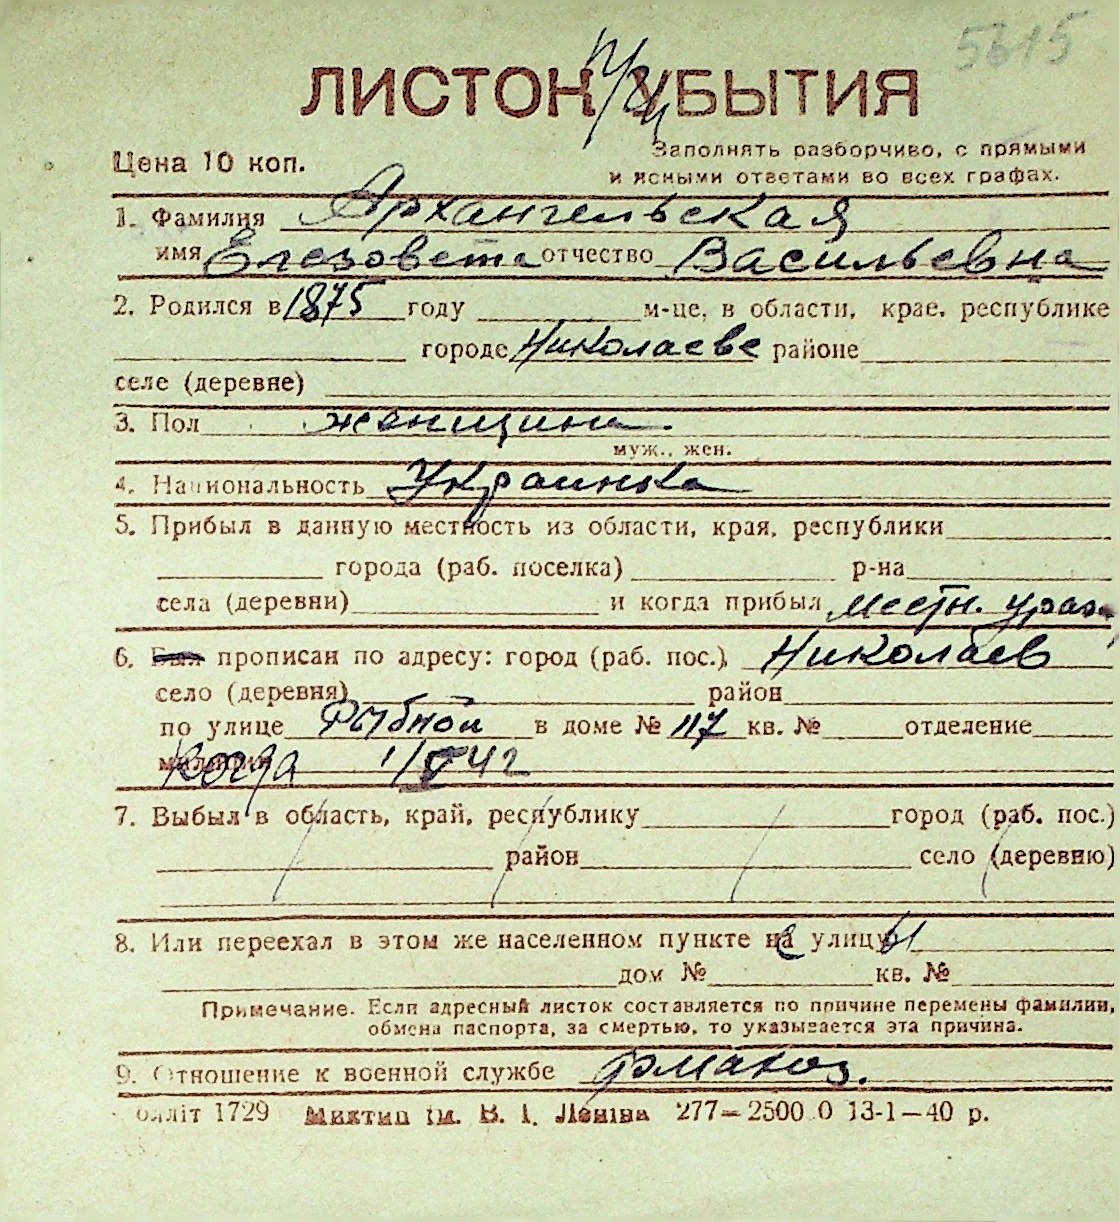 5615
ЛИСТОК УБЫТИЯ
Цена 10 коп.
Заполнять разборчиво, с прямыми
и ясными ответами во всех графах.
1. Фамилия Архангельская
имя Елезовета отчество Васильевна
2. Родился в 1875 году м-це, в области, крае, республике
городе Николаеве районе
селе (деревне)
3. Пол женщина.
муж., жен.
4. Национальность Украинка
5. Прибыл в данную местность из области, края, республики
города (раб. поселка) р-на
села (деревни) и когда прибыл местн. урож.
6. Был прописан по адресу: город (раб. пос.), Николаев
село (деревня) район
по улице Рыбной в доме № 117 кв. № отделение
милиции Когда 1/V 42
7. Выбыл в область, край, республику город (раб. пос.)
район село (деревню)
8. Или переехал в этом же населенном пункте на улицу
дом № кв. №
Примечание. Если адресный листок составляется по причине перемены фамилии,
обмена паспорта, за смертью, то указывается эта причина.
9. Отношение к военной службе
1729 им. В. І. Леніна 277—2500 0 13-1—40 р.